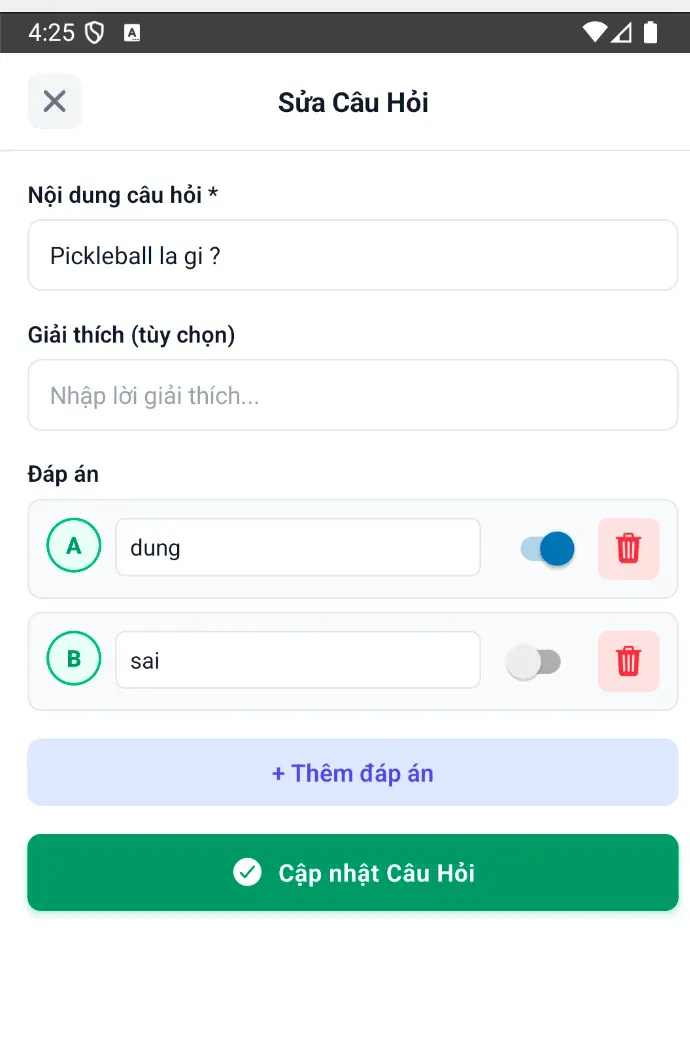 4:25
A
Sửa Câu Hỏi
Nội dung câu hỏi *
Pickleball la gi ?
Giải thích (tùy chọn)
Nhập lời giải thích...
Đáp án
A dung
B sai
+ Thêm đáp án
Cập nhật Câu Hỏi